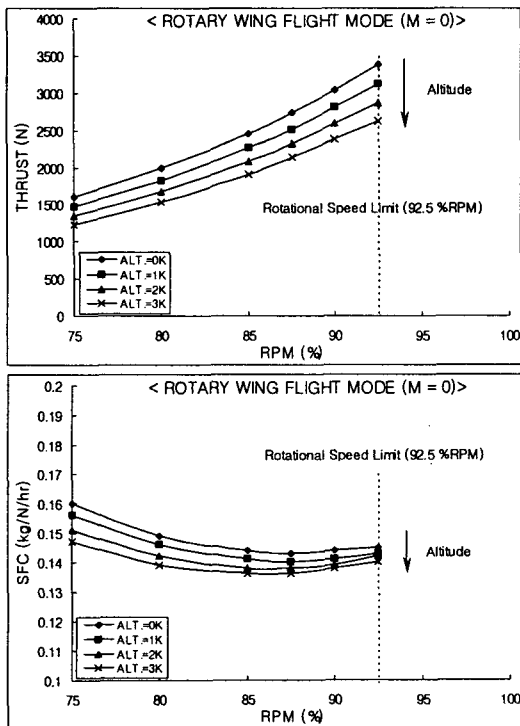 < ROTARY WING FLIGHT MODE (M = 0)>
4000
3500
3000
2500
2000
1500
1000
500
0
THRUST (N)
Altitude
Rotational Speed Limit (92.5 %RPM)
ALT.=0K
ALT.=1K
ALT.=2K
ALT.=3K
75 80 85 90 95 100
RPM (%)
< ROTARY WING FLIGHT MODE (M = 0)>
0.2
0.19
0.18
0.17
0.16
0.15
0.14
0.13
0.12
0.11
0.1
SFC (kg/N/hr)
Rotational Speed Limit (92.5 %RPM)
Altitude
ALT.=0K
ALT.=1K
ALT.=2K
ALT.=3K
75 80 85 90 95 100
RPM (%)